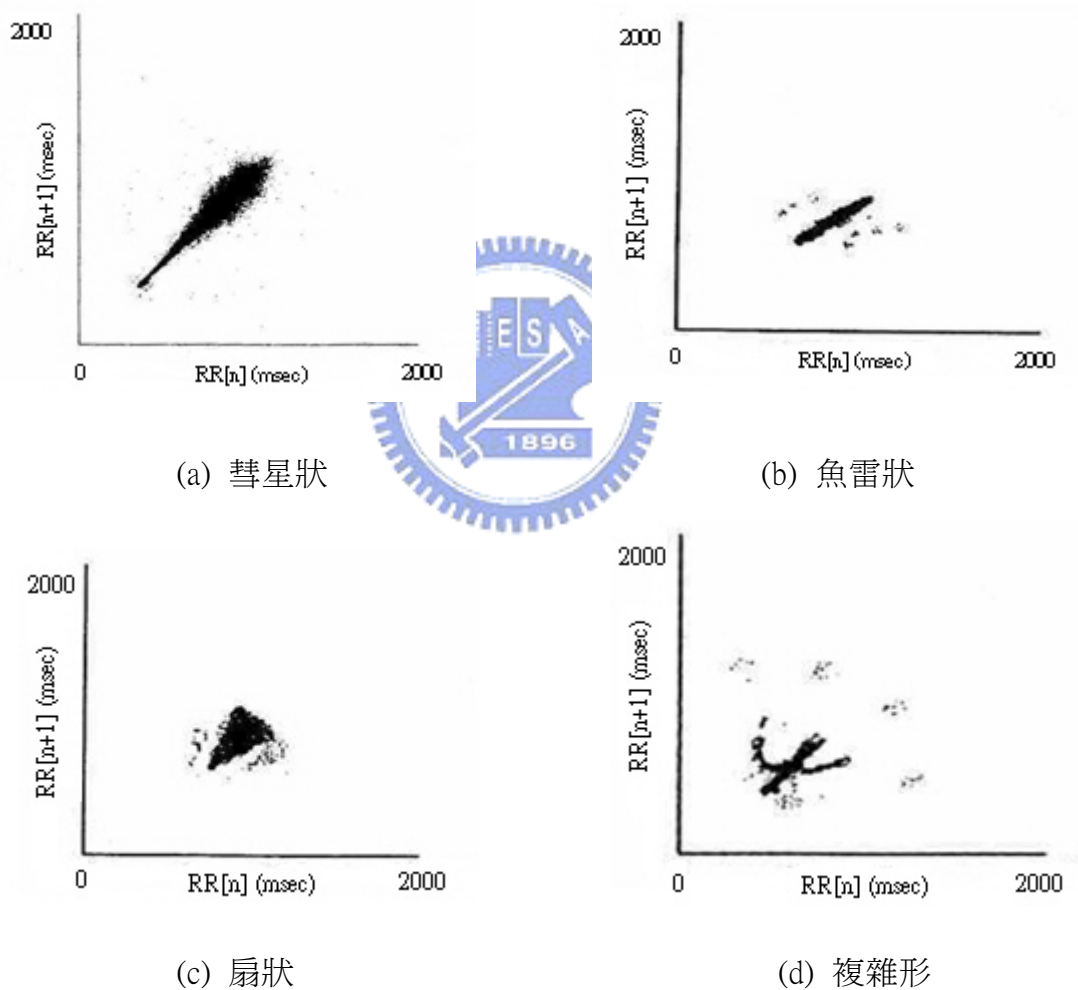 2000
RR[n+1] (msec)
0
RR[n] (msec)
2000
2000
RR[n+1] (msec)
0
RR[n] (msec)
2000
ES
A
1896
(a) 彗星狀
(b) 魚雷狀
2000
RR[n+1] (msec)
0
RR[n] (msec)
2000
2000
RR[n+1] (msec)
0
RR[n] (msec)
2000
(c) 扇狀
(d) 複雜形